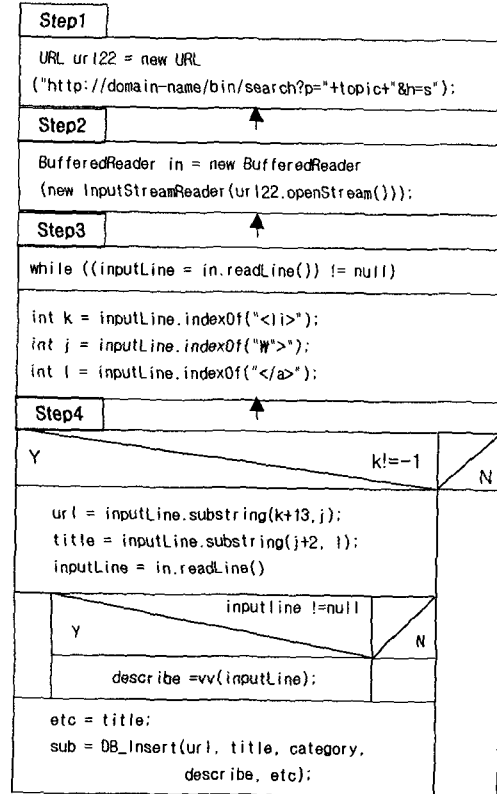 Step1
URL url22 = new URL
("http://domain-name/bin/search?p="+topic+"&h=s");
Step2
BufferedReader in = new BufferedReader
(new InputStreamReader(url22.openStream()));
Step3
while ((inputLine = in.readLine()) != null)
int k = inputLine.indexOf("<li>");
int j = inputLine.indexOf("₩">");
int l = inputLine.indexOf("</a>");
Step4
Y k!=-1 N
url = inputLine.substring(k+13,j);
title = inputLine.substring(j+2, l);
inputLine = in.readLine()
inputline !=null
Y N
describe =vv(inputLine);
etc = title;
sub = DB_Insert(url, title, category,
describe, etc);